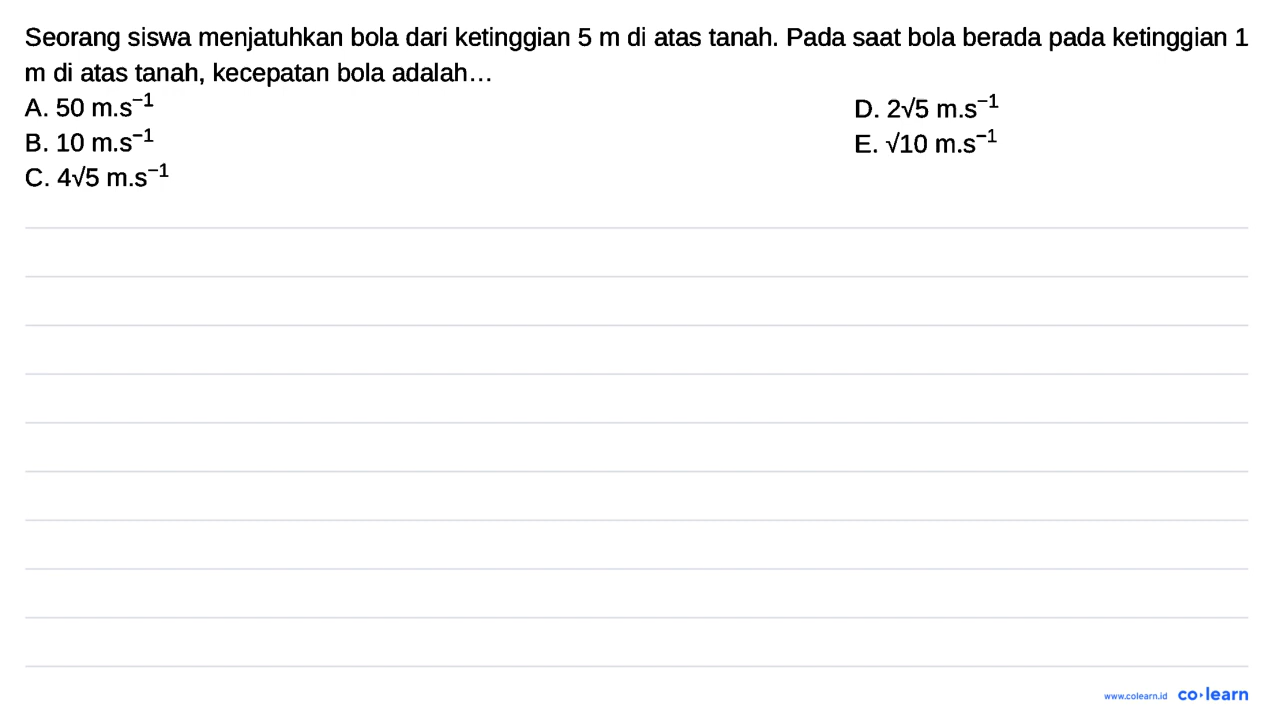 Seorang siswa menjatuhkan bola dari ketinggian 5 m di atas tanah. Pada saat bola berada pada ketinggian 1
m di atas tanah, kecepatan bola adalah…
A. 50 m.s⁻¹
B. 10 m.s⁻¹
C. 4√5 m.s⁻¹
D. 2√5 m.s⁻¹
E. √10 m.s⁻¹
www.colearn.id co·learn